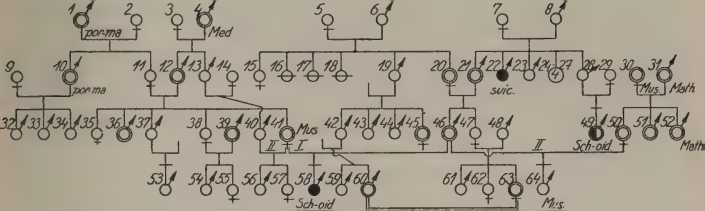 1 2 3 4 5 6 7 8
por-ma Med
9 10 11 12 13 14 15 16 17 18 19 20 21 22 23 24 4 27 28 29 30 31
por-ma suic. Mus. Math
32 33 34 35 36 37 38 39 40 41 42 43 44 45 46 47 48 49 50 51 52
Mus Sch-oid Math
II I II
53 54 55 56 57 58 59 60 61 62 63 64
Sch-oid Mus.